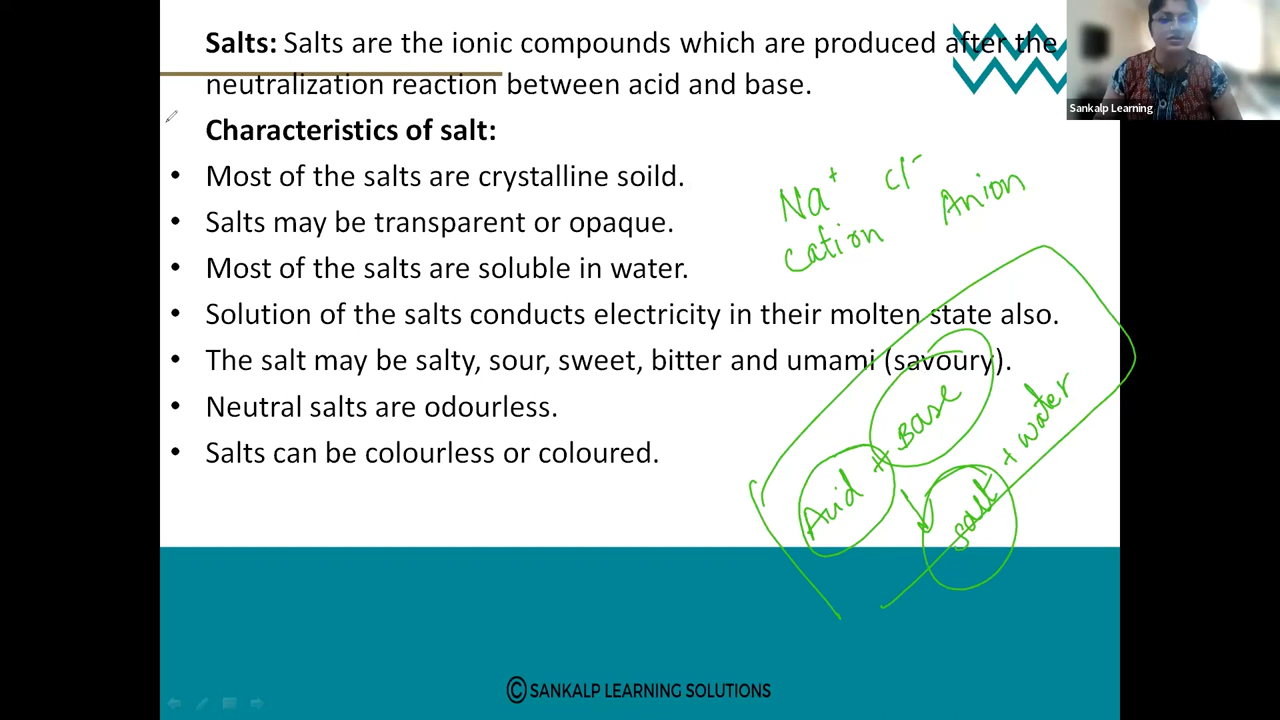 Salts: Salts are the ionic compounds which are produced after the
neutralization reaction between acid and base.
Sankalp Learning
Characteristics of salt:
• Most of the salts are crystalline soild.
• Salts may be transparent or opaque.
• Most of the salts are soluble in water.
• Solution of the salts conducts electricity in their molten state also.
• The salt may be salty, sour, sweet, bitter and umami (savoury).
• Neutral salts are odourless.
• Salts can be colourless or coloured.
Na+ Cl-
cation Anion
Acid + Base
salt + water
© SANKALP LEARNING SOLUTIONS